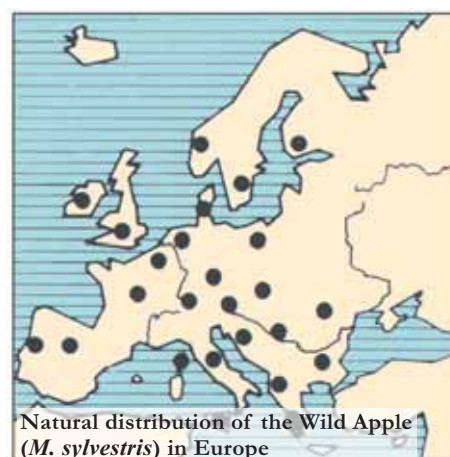 Natural distribution of the Wild Apple
(M. sylvestris) in Europe